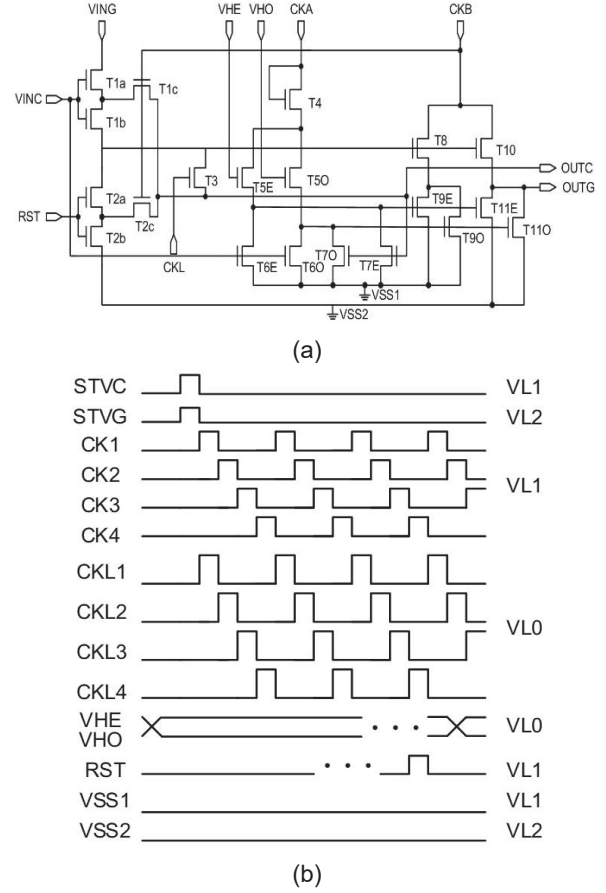 VING VHE VHO CKA CKB
T1a T1c
T4
VINC
T1b
T8 T10
OUTC
T3 T5E T5O
OUTG
T2a
T9E T11E
RST
T2c
T9O T11O
T2b
T7O
CKL T6E T6O T7E
VSS1
VSS2
(a)
STVC VL1
STVG VL2
CK1
CK2 VL1
CK3
CK4
CKL1
CKL2 VL0
CKL3
CKL4
VHE VL0
VHO
RST VL1
VSS1 VL1
VSS2 VL2
(b)